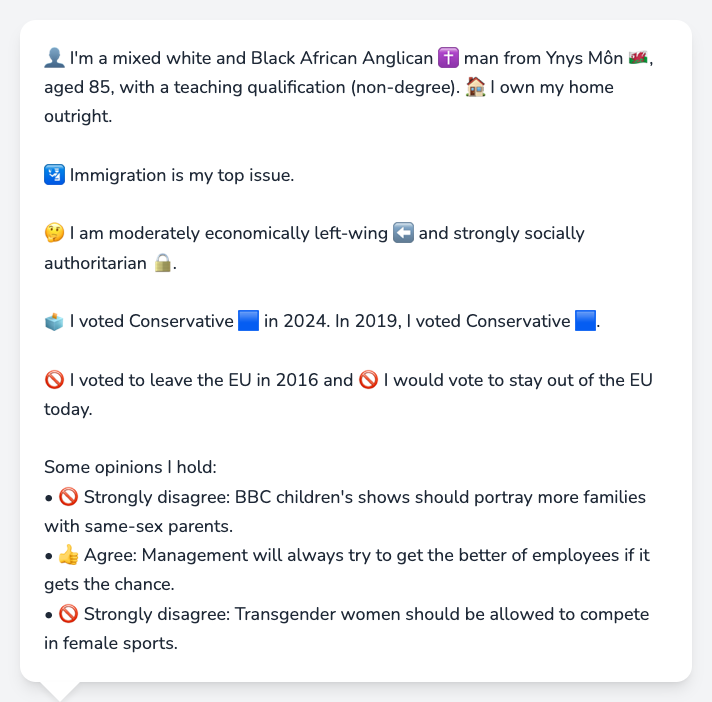 👤 I'm a mixed white and Black African Anglican ✝️ man from Ynys Môn 🏴󠁧󠁢󠁷󠁬󠁳󠁿,
aged 85, with a teaching qualification (non-degree). 🏠 I own my home
outright.
🛂 Immigration is my top issue.
🤔 I am moderately economically left-wing ⬅️ and strongly socially
authoritarian 🔒.
🗳️ I voted Conservative 🟦 in 2024. In 2019, I voted Conservative 🟦.
🚫 I voted to leave the EU in 2016 and 🚫 I would vote to stay out of the EU
today.
Some opinions I hold:
• 🚫 Strongly disagree: BBC children's shows should portray more families
with same-sex parents.
• 👍 Agree: Management will always try to get the better of employees if it
gets the chance.
• 🚫 Strongly disagree: Transgender women should be allowed to compete
in female sports.